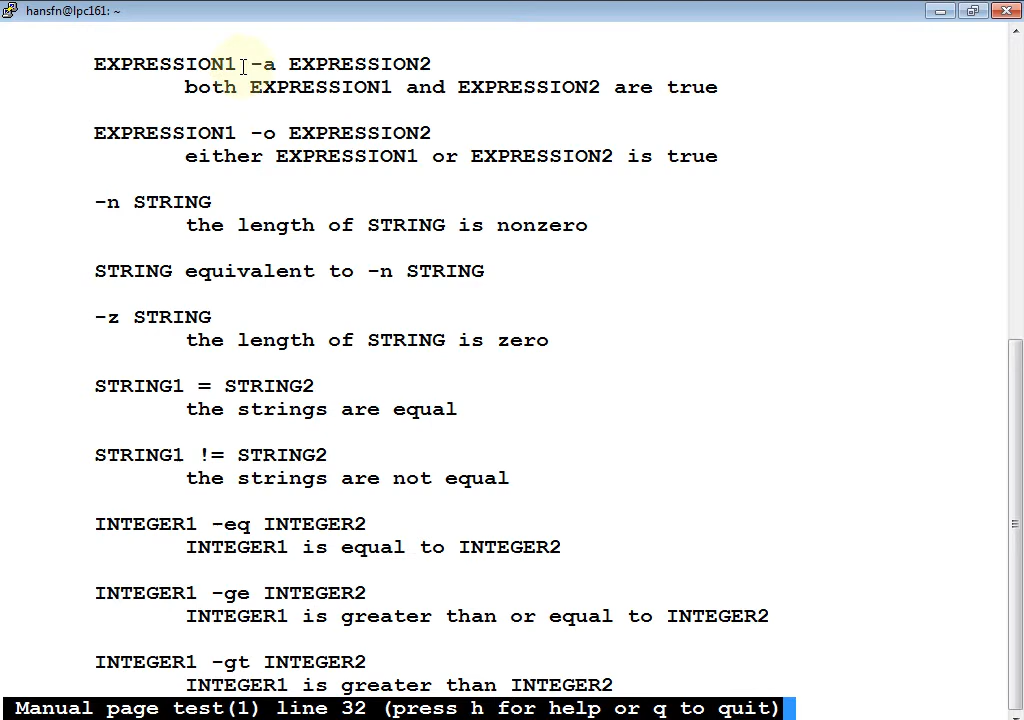 hansfn@lpc161: ~
EXPRESSION1 -a EXPRESSION2
both EXPRESSION1 and EXPRESSION2 are true
EXPRESSION1 -o EXPRESSION2
either EXPRESSION1 or EXPRESSION2 is true
-n STRING
the length of STRING is nonzero
STRING equivalent to -n STRING
-z STRING
the length of STRING is zero
STRING1 = STRING2
the strings are equal
STRING1 != STRING2
the strings are not equal
INTEGER1 -eq INTEGER2
INTEGER1 is equal to INTEGER2
INTEGER1 -ge INTEGER2
INTEGER1 is greater than or equal to INTEGER2
INTEGER1 -gt INTEGER2
INTEGER1 is greater than INTEGER2
Manual page test(1) line 32 (press h for help or q to quit)